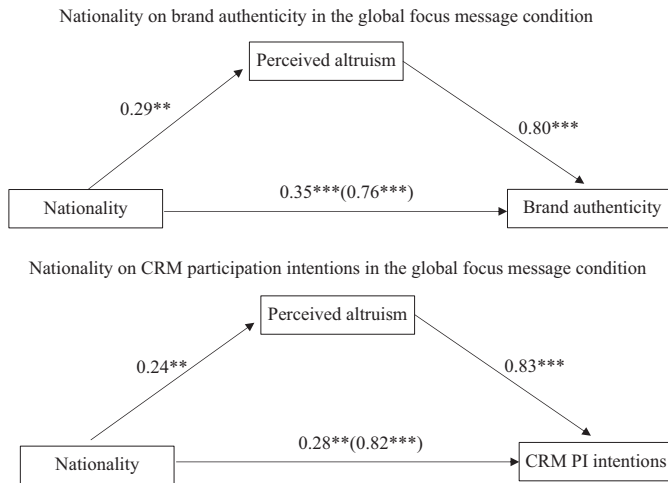 Nationality on brand authenticity in the global focus message condition
Perceived altruism
0.29**
0.80***
0.35***(0.76***)
Nationality
Brand authenticity
Nationality on CRM participation intentions in the global focus message condition
Perceived altruism
0.24**
0.83***
0.28**(0.82***)
Nationality
CRM PI intentions